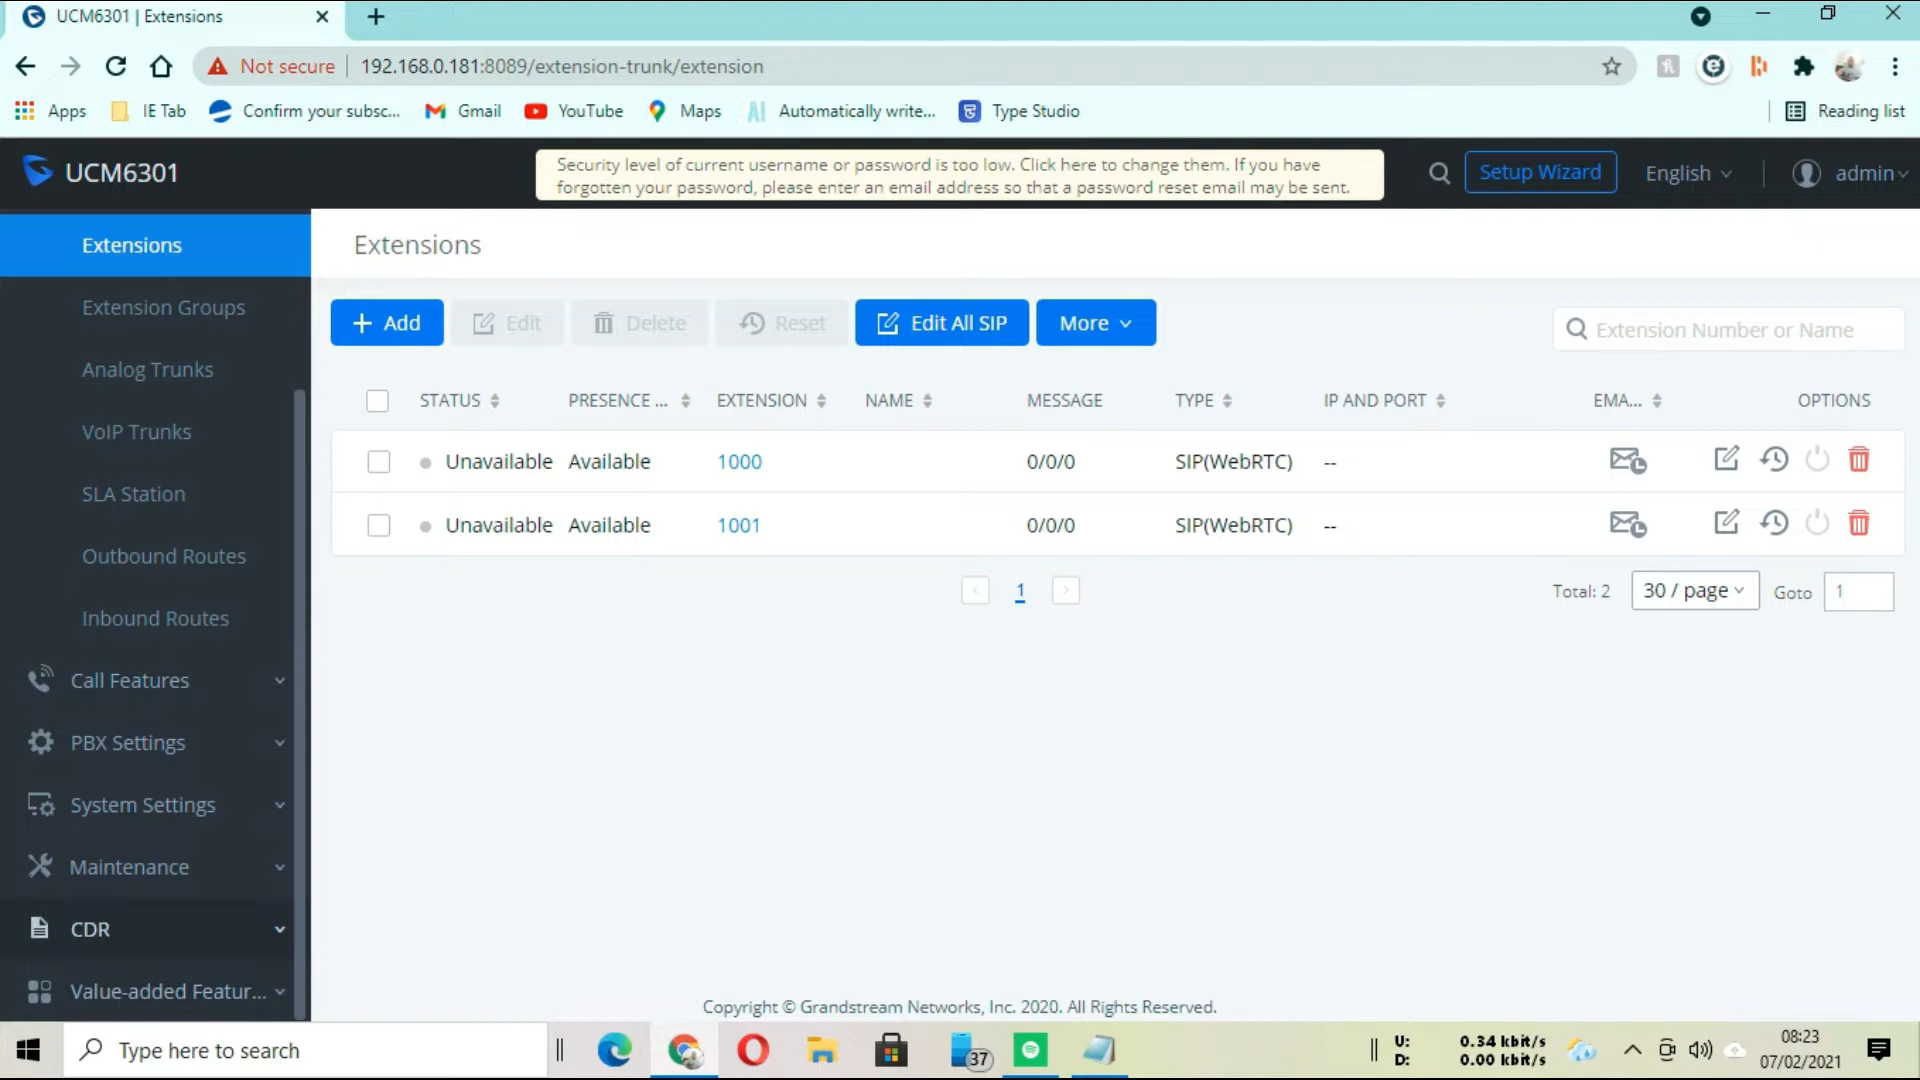 UCM6301 | Extensions
Not secure 192.168.0.181:8089/extension-trunk/extension
Apps IE Tab Confirm your subsc... Gmail YouTube Maps Automatically write... Type Studio Reading list
UCM6301
Security level of current username or password is too low. Click here to change them. If you have
forgotten your password, please enter an email address so that a password reset email may be sent.
Setup Wizard English admin
Extensions
Extension Groups
Analog Trunks
VoIP Trunks
SLA Station
Outbound Routes
Inbound Routes
Call Features
PBX Settings
System Settings
Maintenance
CDR
Value-added Featur...
Extensions
+ Add Edit Delete Reset Edit All SIP More
Extension Number or Name
STATUS PRESENCE ... EXTENSION NAME MESSAGE TYPE IP AND PORT EMA... OPTIONS
Unavailable Available 1000 0/0/0 SIP(WebRTC) --
Unavailable Available 1001 0/0/0 SIP(WebRTC) --
< 1 > Total: 2 30 / page Goto 1
Copyright © Grandstream Networks, Inc. 2020. All Rights Reserved.
Type here to search
37
U: 0.34 kbit/s
D: 0.00 kbit/s
08:23
07/02/2021